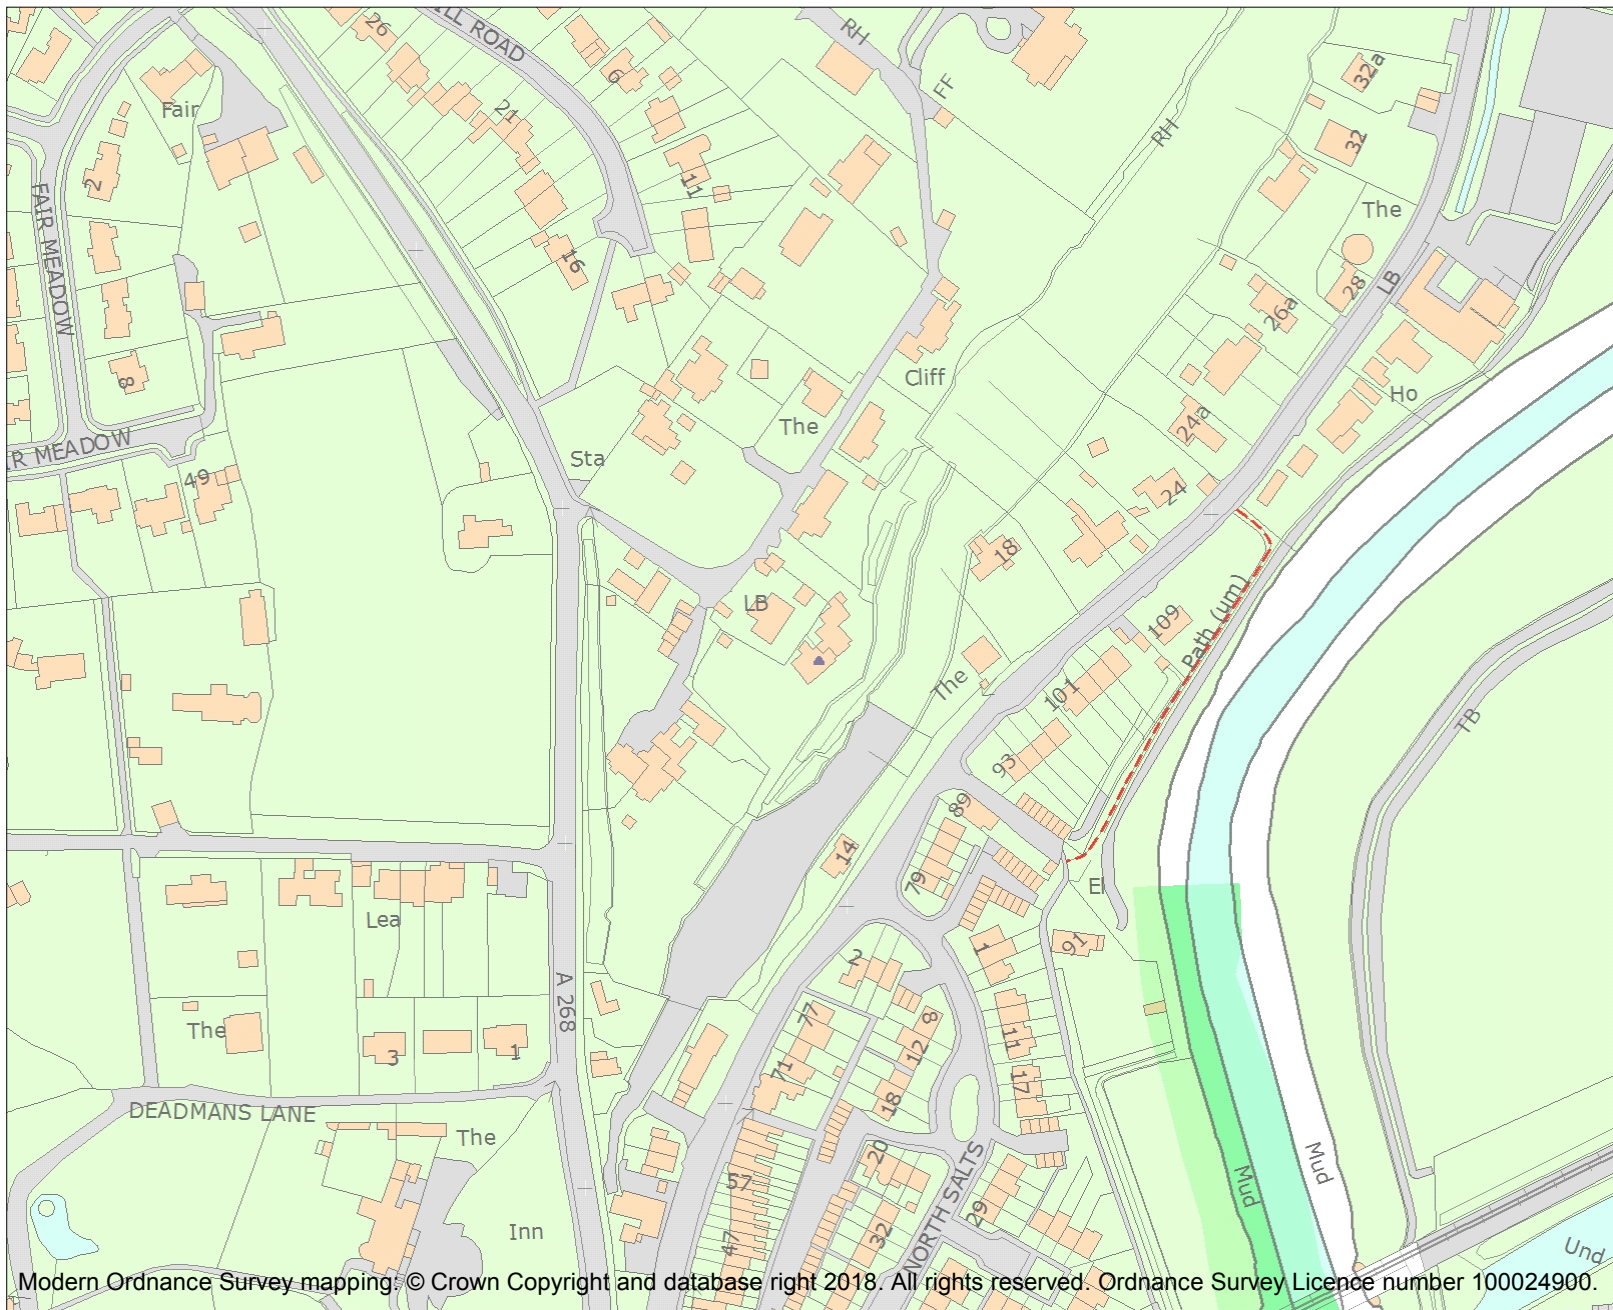 26
ILL ROAD
RH
6
FF
32a
Fair
21
RH
32
2
11
The
FAIR MEADOW
16
28
LB
26a
8
Cliff
Ho
The
24a
IR MEADOW
Sta
49
24
18
LB
Path (um)
109
The
101
TB
93
89
14
79
El
Lea
91
1
2
A 268
77
8
The
11
12
3
1
71
17
18
DEADMANS LANE
The
20
Mud
Mud
57
29
NORTH SALTS
Inn
47
32
Und
Modern Ordnance Survey mapping: © Crown Copyright and database right 2018. All rights reserved. Ordnance Survey Licence number 100024900.